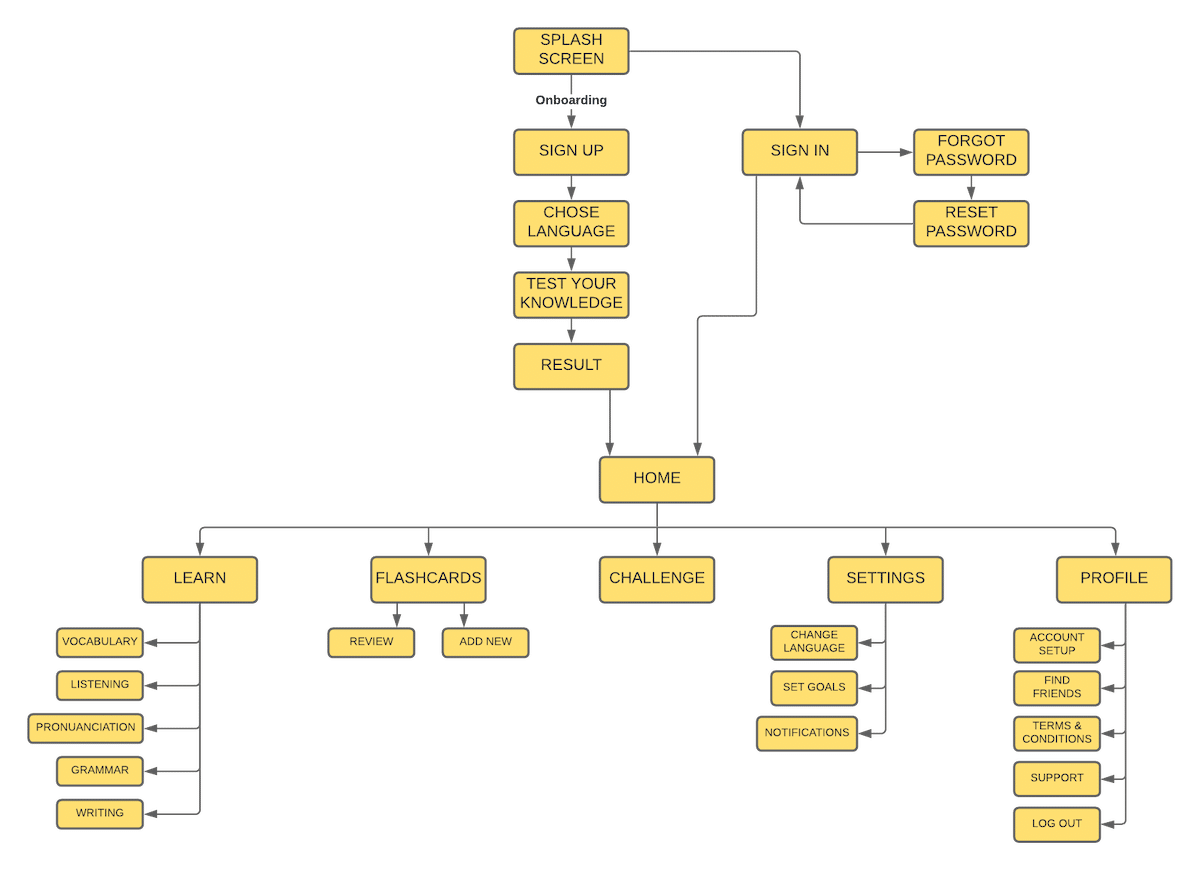 SPLASH
SCREEN
Onboarding
SIGN UP
SIGN IN
FORGOT
PASSWORD
CHOSE
LANGUAGE
RESET
PASSWORD
TEST YOUR
KNOWLEDGE
RESULT
HOME
LEARN
FLASHCARDS
CHALLENGE
SETTINGS
PROFILE
VOCABULARY
LISTENING
PRONUANCIATION
GRAMMAR
WRITING
REVIEW
ADD NEW
CHANGE
LANGUAGE
SET GOALS
NOTIFICATIONS
ACCOUNT
SETUP
FIND
FRIENDS
TERMS &
CONDITIONS
SUPPORT
LOG OUT